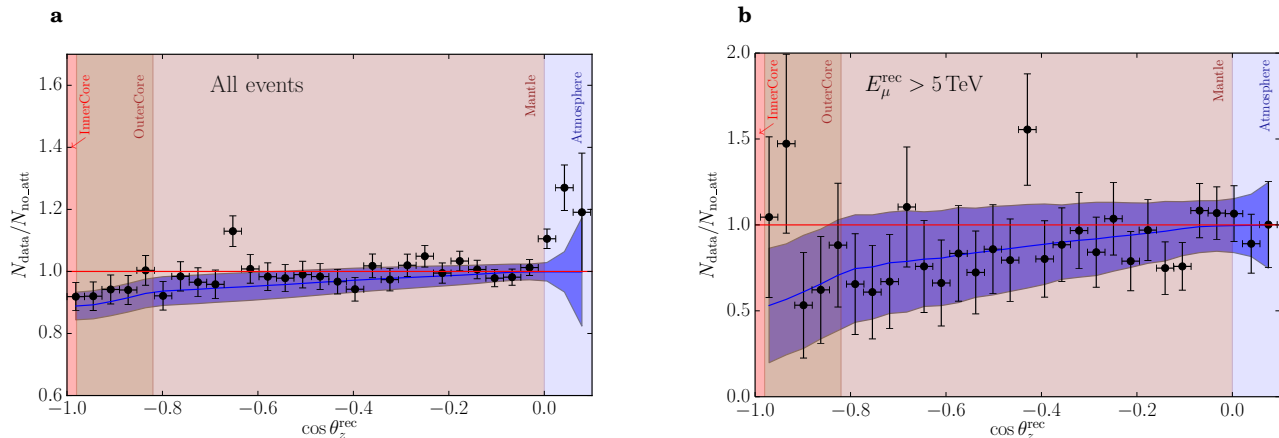 a
All events
InnerCore
OuterCore
Mantle
Atmosphere
N_data/N_no_att
1.6
1.4
1.2
1.0
0.8
0.6
−1.0
−0.8
−0.6
−0.4
−0.2
0.0
cos θ_z^rec
b
E_μ^rec > 5 TeV
InnerCore
OuterCore
Mantle
Atmosphere
N_data/N_no_att
2.0
1.5
1.0
0.5
0.0
−1.0
−0.8
−0.6
−0.4
−0.2
0.0
cos θ_z^rec